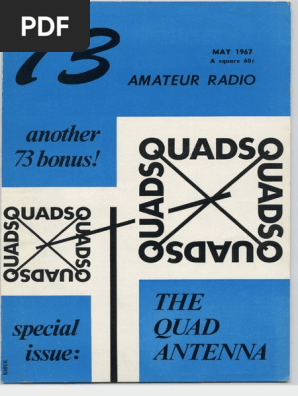 PDF
73
MAY 1967
A square 60¢
AMATEUR RADIO
another
73 bonus!
QUADS
QUADS
QUADS
QUADS
QUADS
QUADS
QUADS
QUADS
special
issue:
THE
QUAD
ANTENNA